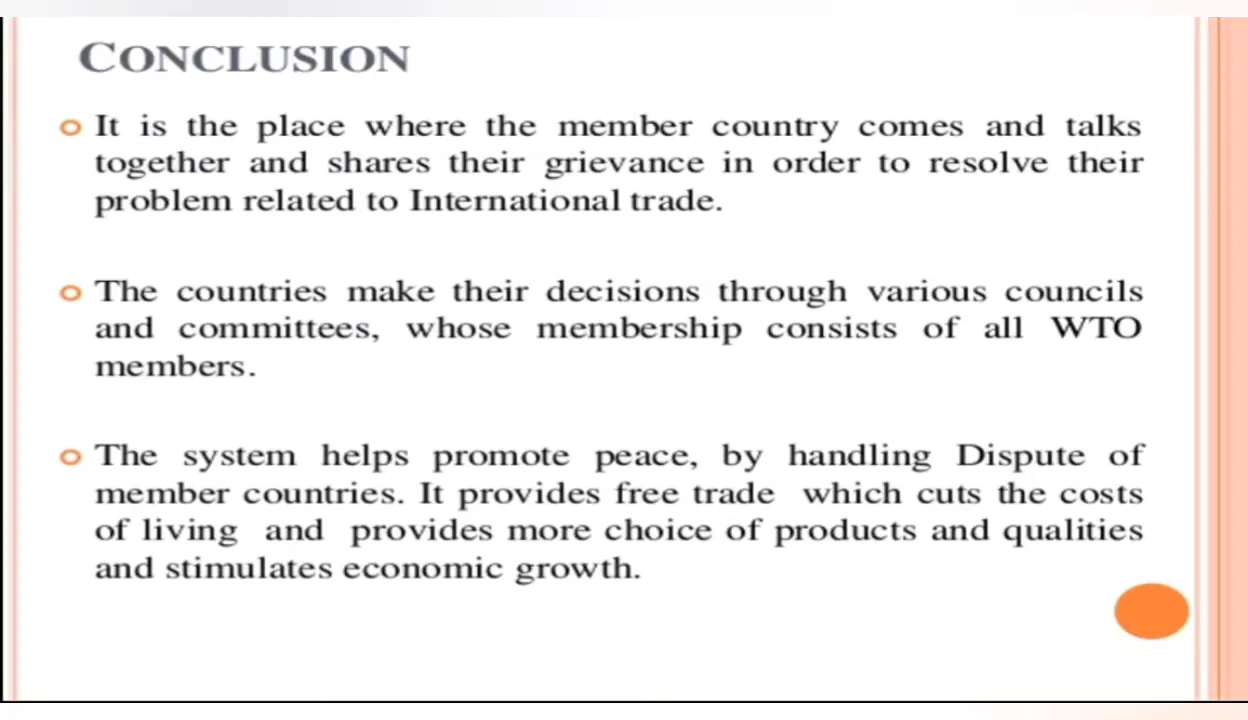 CONCLUSION
It is the place where the member country comes and talks
together and shares their grievance in order to resolve their
problem related to International trade.
The countries make their decisions through various councils
and committees, whose membership consists of all WTO
members.
The system helps promote peace, by handling Dispute of
member countries. It provides free trade which cuts the costs
of living and provides more choice of products and qualities
and stimulates economic growth.